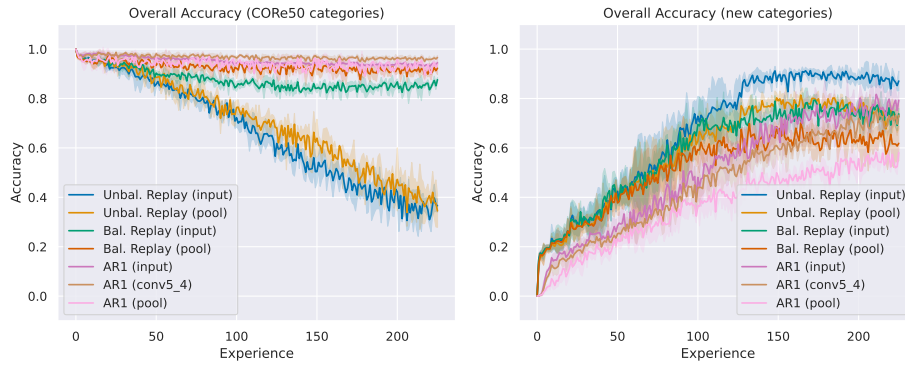 Overall Accuracy (CORe50 categories)
Accuracy
1.0
0.8
0.6
0.4
0.2
0.0
Unbal. Replay (input)
Unbal. Replay (pool)
Bal. Replay (input)
Bal. Replay (pool)
AR1 (input)
AR1 (conv5_4)
AR1 (pool)
0
50
100
150
200
Experience
Overall Accuracy (new categories)
Accuracy
1.0
0.8
0.6
0.4
0.2
0.0
Unbal. Replay (input)
Unbal. Replay (pool)
Bal. Replay (input)
Bal. Replay (pool)
AR1 (input)
AR1 (conv5_4)
AR1 (pool)
0
50
100
150
200
Experience